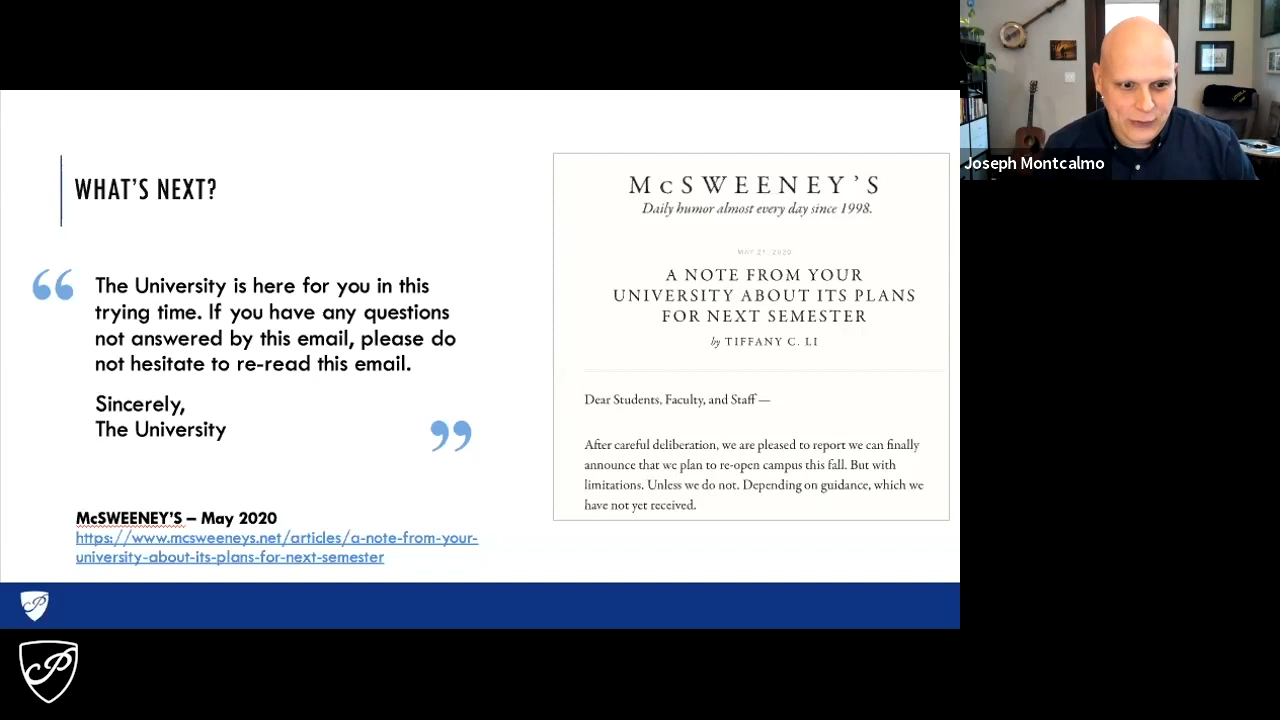 WHAT'S NEXT?
“ The University is here for you in this
trying time. If you have any questions
not answered by this email, please do
not hesitate to re-read this email.
Sincerely,
The University ”
McSWEENEY'S – May 2020
https://www.mcsweeneys.net/articles/a-note-from-your-
university-about-its-plans-for-next-semester
McSWEENEY'S
Daily humor almost every day since 1998.
MAY 21, 2020
A NOTE FROM YOUR
UNIVERSITY ABOUT ITS PLANS
FOR NEXT SEMESTER
by TIFFANY C. LI
Dear Students, Faculty, and Staff —
After careful deliberation, we are pleased to report we can finally
announce that we plan to re-open campus this fall. But with
limitations. Unless we do not. Depending on guidance, which we
have not yet received.
Joseph Montcalmo